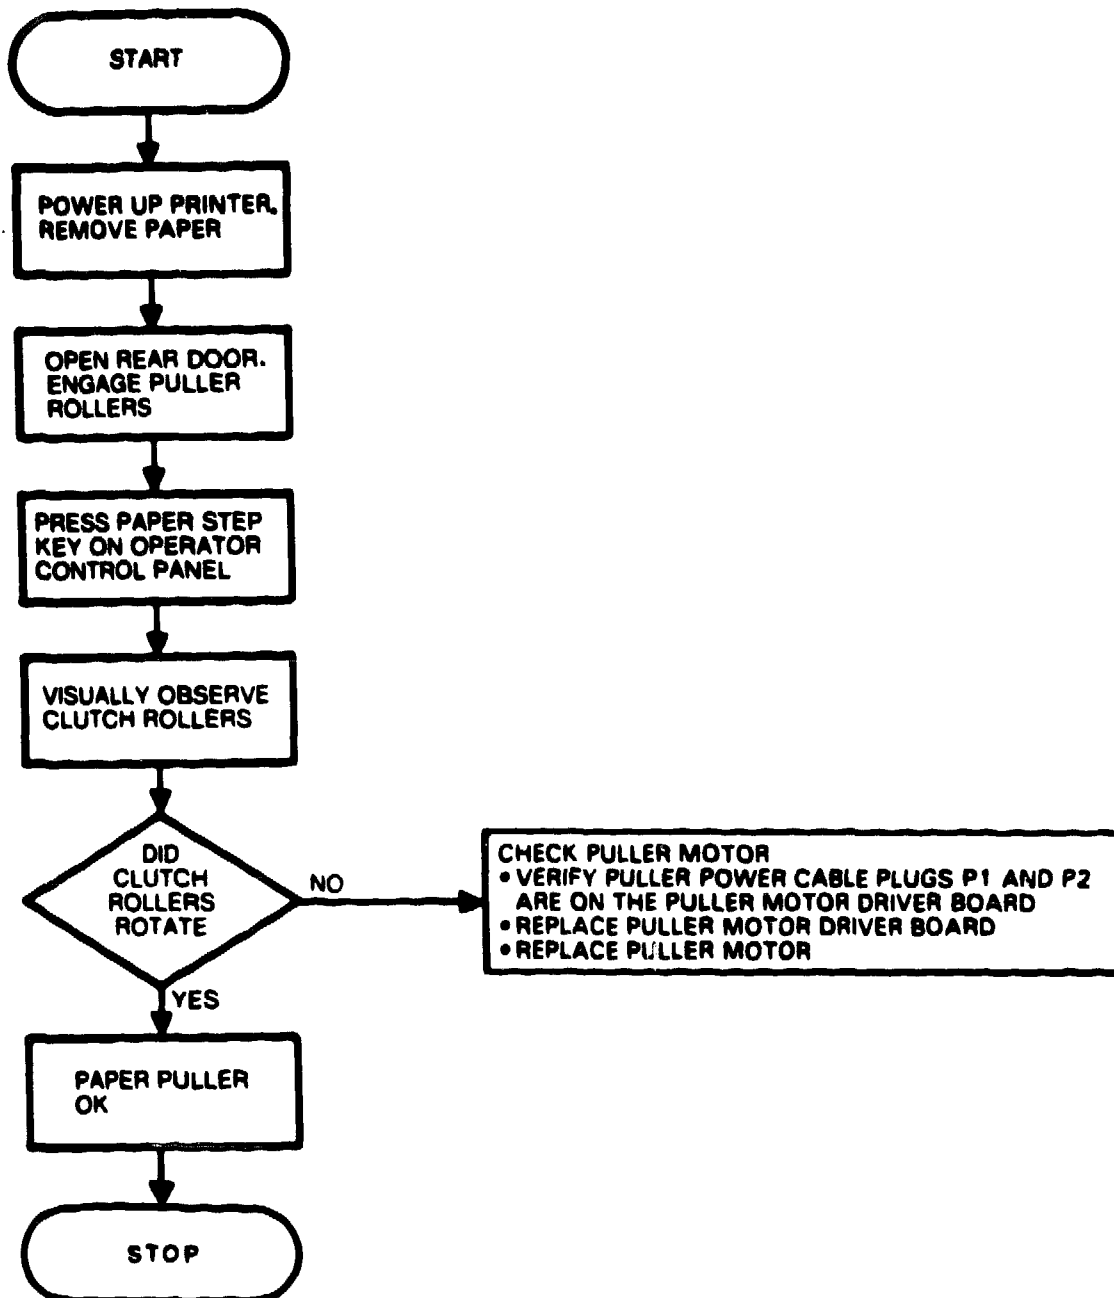 START
POWER UP PRINTER.
REMOVE PAPER
OPEN REAR DOOR.
ENGAGE PULLER
ROLLERS
PRESS PAPER STEP
KEY ON OPERATOR
CONTROL PANEL
VISUALLY OBSERVE
CLUTCH ROLLERS
DID
CLUTCH
ROLLERS
ROTATE
NO
CHECK PULLER MOTOR
• VERIFY PULLER POWER CABLE PLUGS P1 AND P2
ARE ON THE PULLER MOTOR DRIVER BOARD
• REPLACE PULLER MOTOR DRIVER BOARD
• REPLACE PULLER MOTOR
YES
PAPER PULLER
OK
STOP